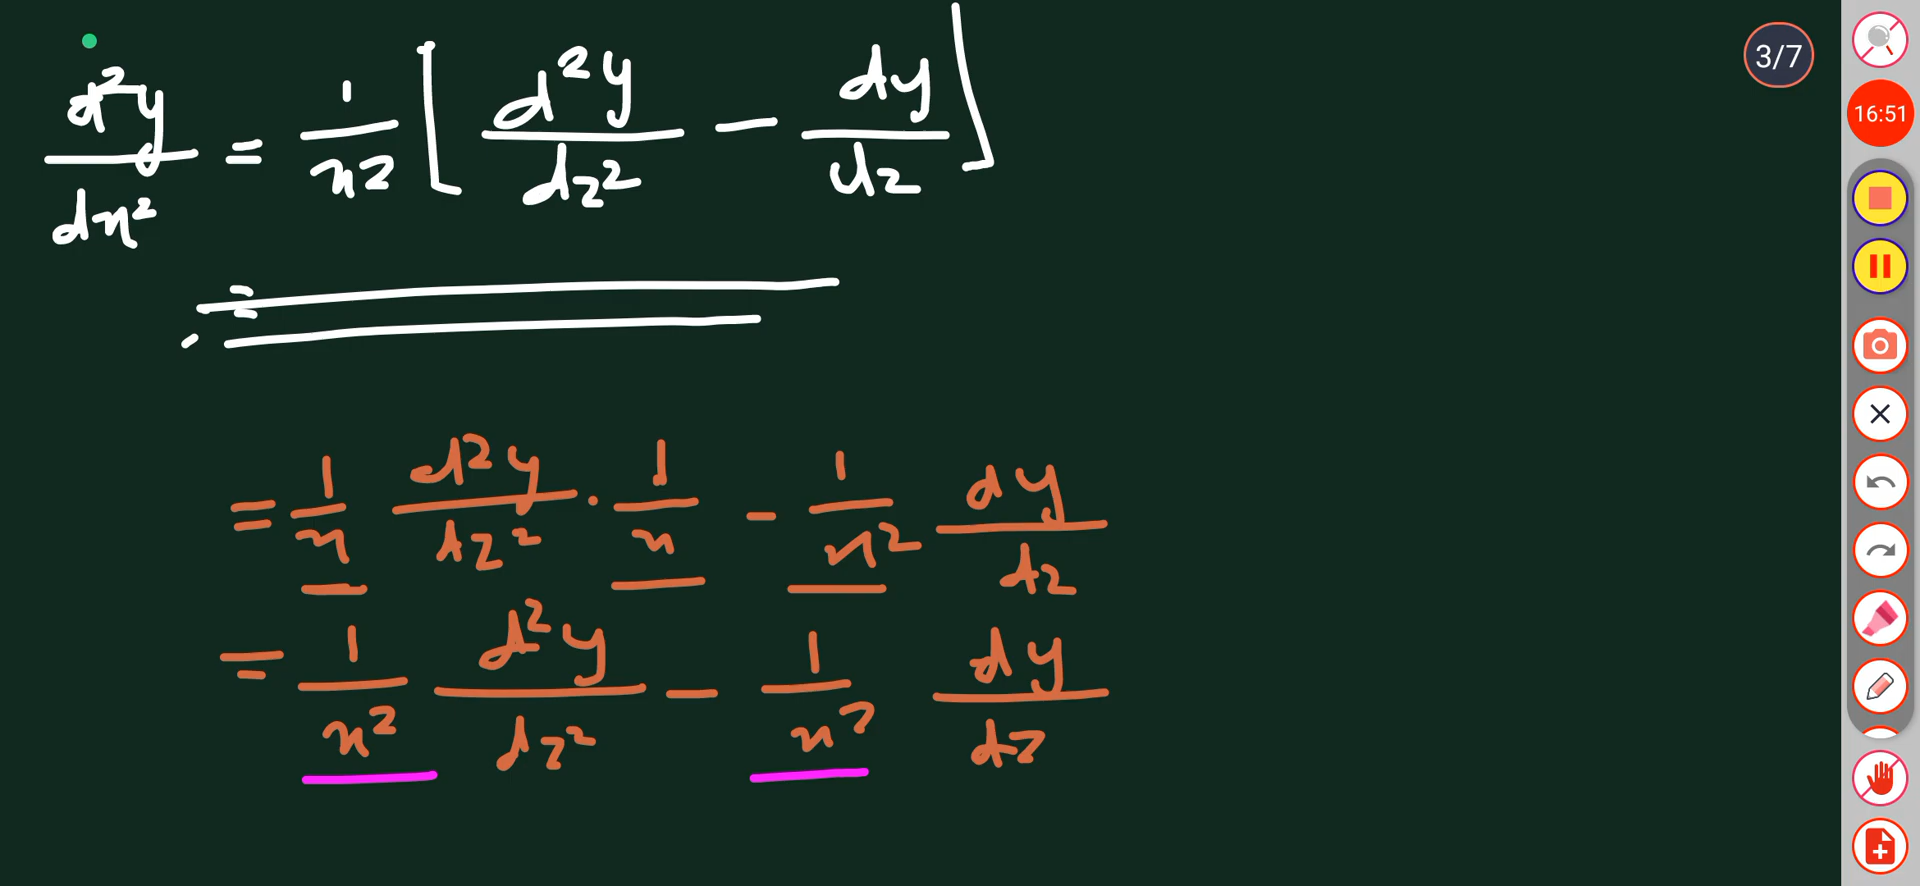 3/7
16:51
d²y/dx² = 1/x² [ d²y/dz² - dy/dz ]
=
= 1/x d²y/dz² · 1/x - 1/x² dy/dz
= 1/x² d²y/dz² - 1/x² dy/dz